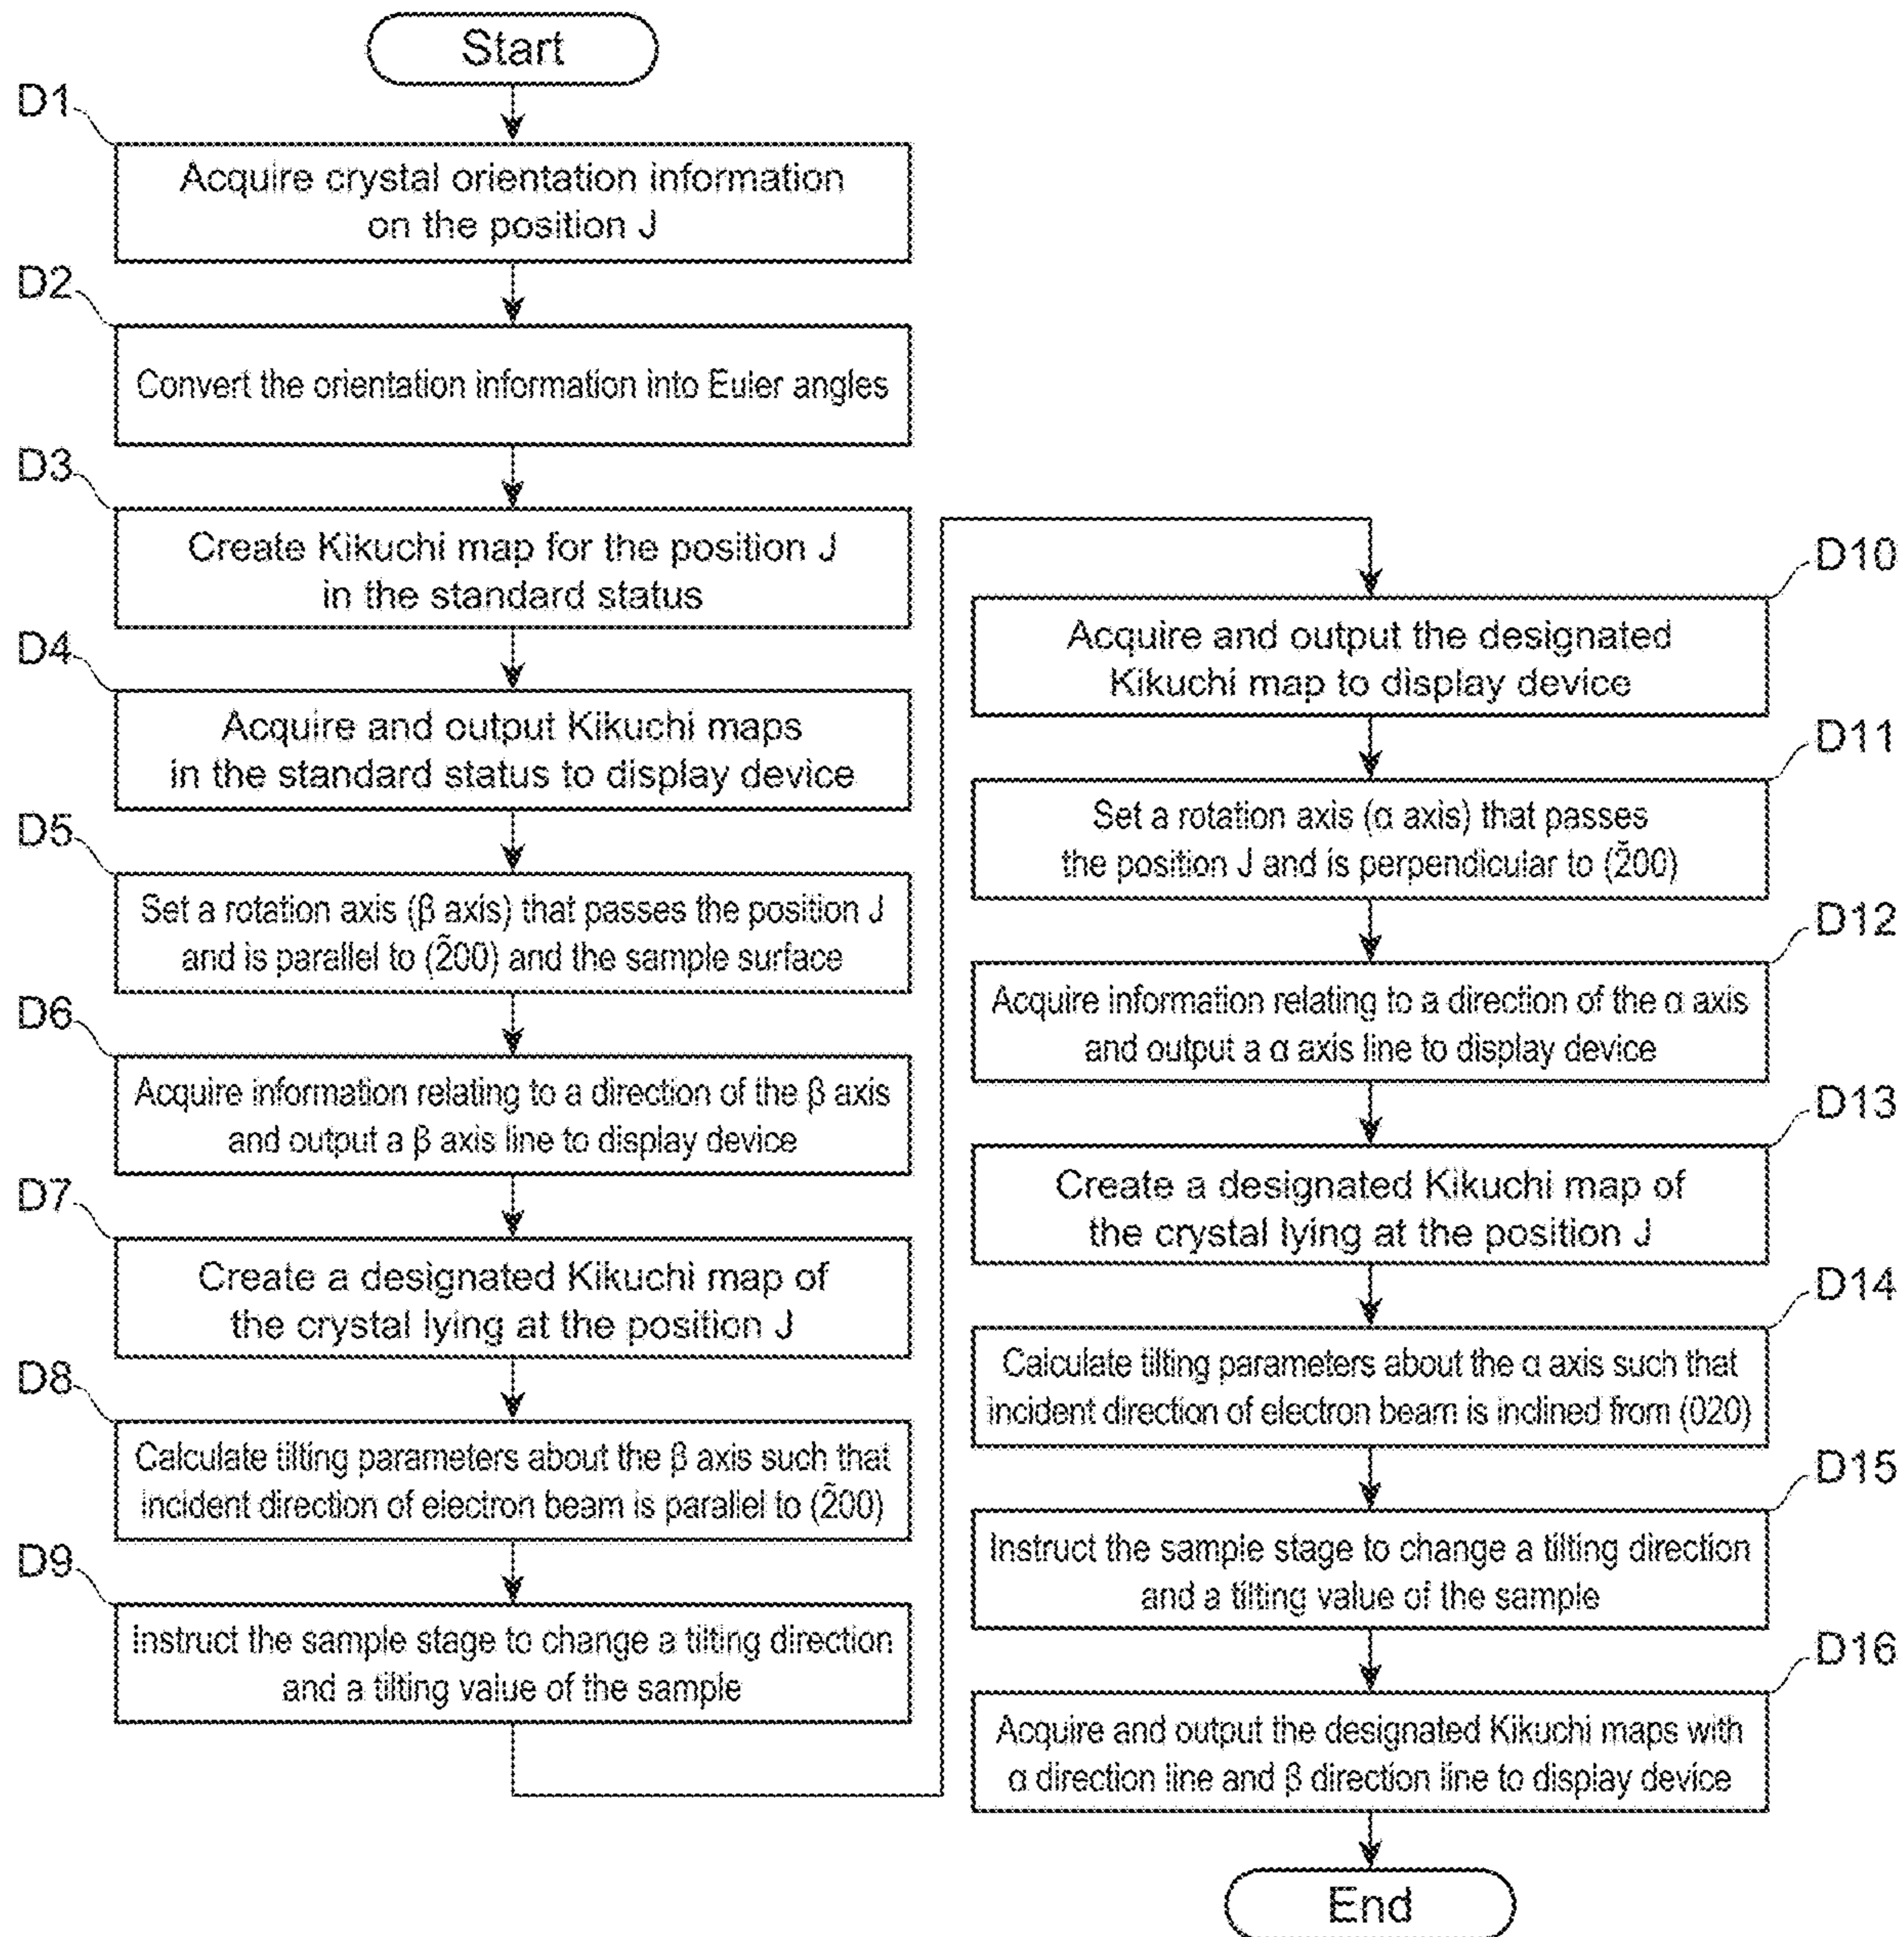 Start
D1
Acquire crystal orientation information
on the position J
D2
Convert the orientation information into Euler angles
D3
Create Kikuchi map for the position J
in the standard status
D4
Acquire and output Kikuchi maps
in the standard status to display device
D5
Set a rotation axis (β axis) that passes the position J
and is parallel to (2̃00) and the sample surface
D6
Acquire information relating to a direction of the β axis
and output a β axis line to display device
D7
Create a designated Kikuchi map of
the crystal lying at the position J
D8
Calculate tilting parameters about the β axis such that
incident direction of electron beam is parallel to (2̃00)
D9
Instruct the sample stage to change a tilting direction
and a tilting value of the sample
D10
Acquire and output the designated
Kikuchi map to display device
D11
Set a rotation axis (α axis) that passes
the position J and is perpendicular to (2̃00)
D12
Acquire information relating to a direction of the α axis
and output a α axis line to display device
D13
Create a designated Kikuchi map of
the crystal lying at the position J
D14
Calculate tilting parameters about the α axis such that
incident direction of electron beam is inclined from (020)
D15
Instruct the sample stage to change a tilting direction
and a tilting value of the sample
D16
Acquire and output the designated Kikuchi maps with
α direction line and β direction line to display device
End